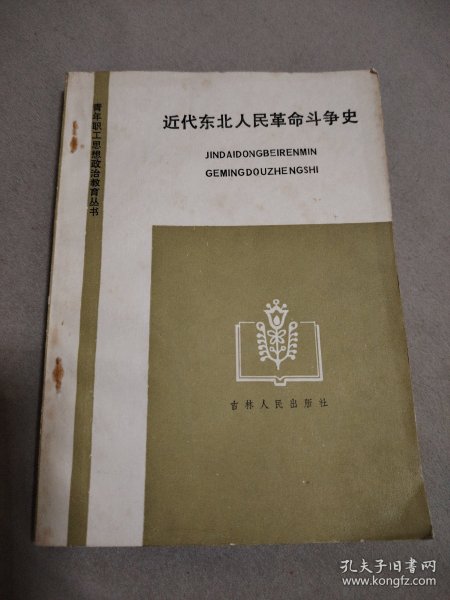 青年职工思想政治教育丛书
近代东北人民革命斗争史
JINDAIDONGBEIRENMIN
GEMINGDOUZHENGSHI
吉林人民出版社
孔夫子旧书网
www.kongfz.com